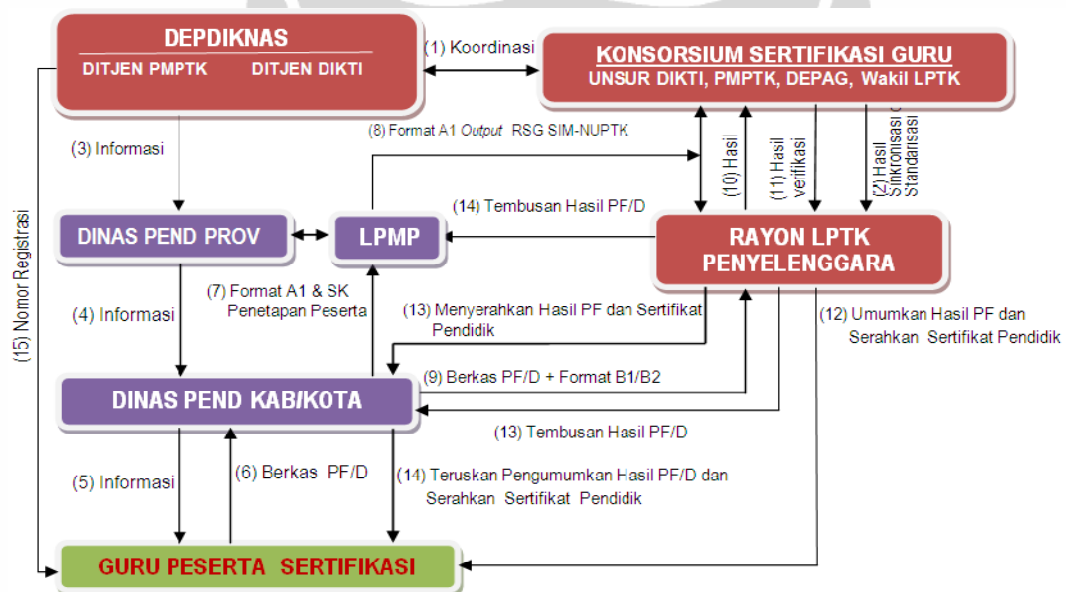 DEPDIKNAS
DITJEN PMPTK DITJEN DIKTI
(1) Koordinasi
KONSORSIUM SERTIFIKASI GURU
UNSUR DIKTI, PMPTK, DEPAG, Wakil LPTK
(3) Informasi
(8) Format A1 Output RSG SIM-NUPTK
(10) Hasil
(11) Hasil
verifikasi
(2) Hasil
Sinkronisasi
Standarisasi
(15) Nomor Registrasi
DINAS PEND PROV
LPMP
(14) Tembusan Hasil PF/D
RAYON LPTK
PENYELENGGARA
(4) Informasi
(7) Format A1 & SK
Penetapan Peserta
(13) Menyerahkan Hasil PF dan Sertifikat
Pendidik
(12) Umumkan Hasil PF dan
Serahkan Sertifikat Pendidik
DINAS PEND KAB/KOTA
(9) Berkas PF/D + Format B1/B2
(13) Tembusan Hasil PF/D
(5) Informasi
(6) Berkas PF/D
(14) Teruskan Pengumumkan Hasil PF/D dan
Serahkan Sertifikat Pendidik
GURU PESERTA SERTIFIKASI